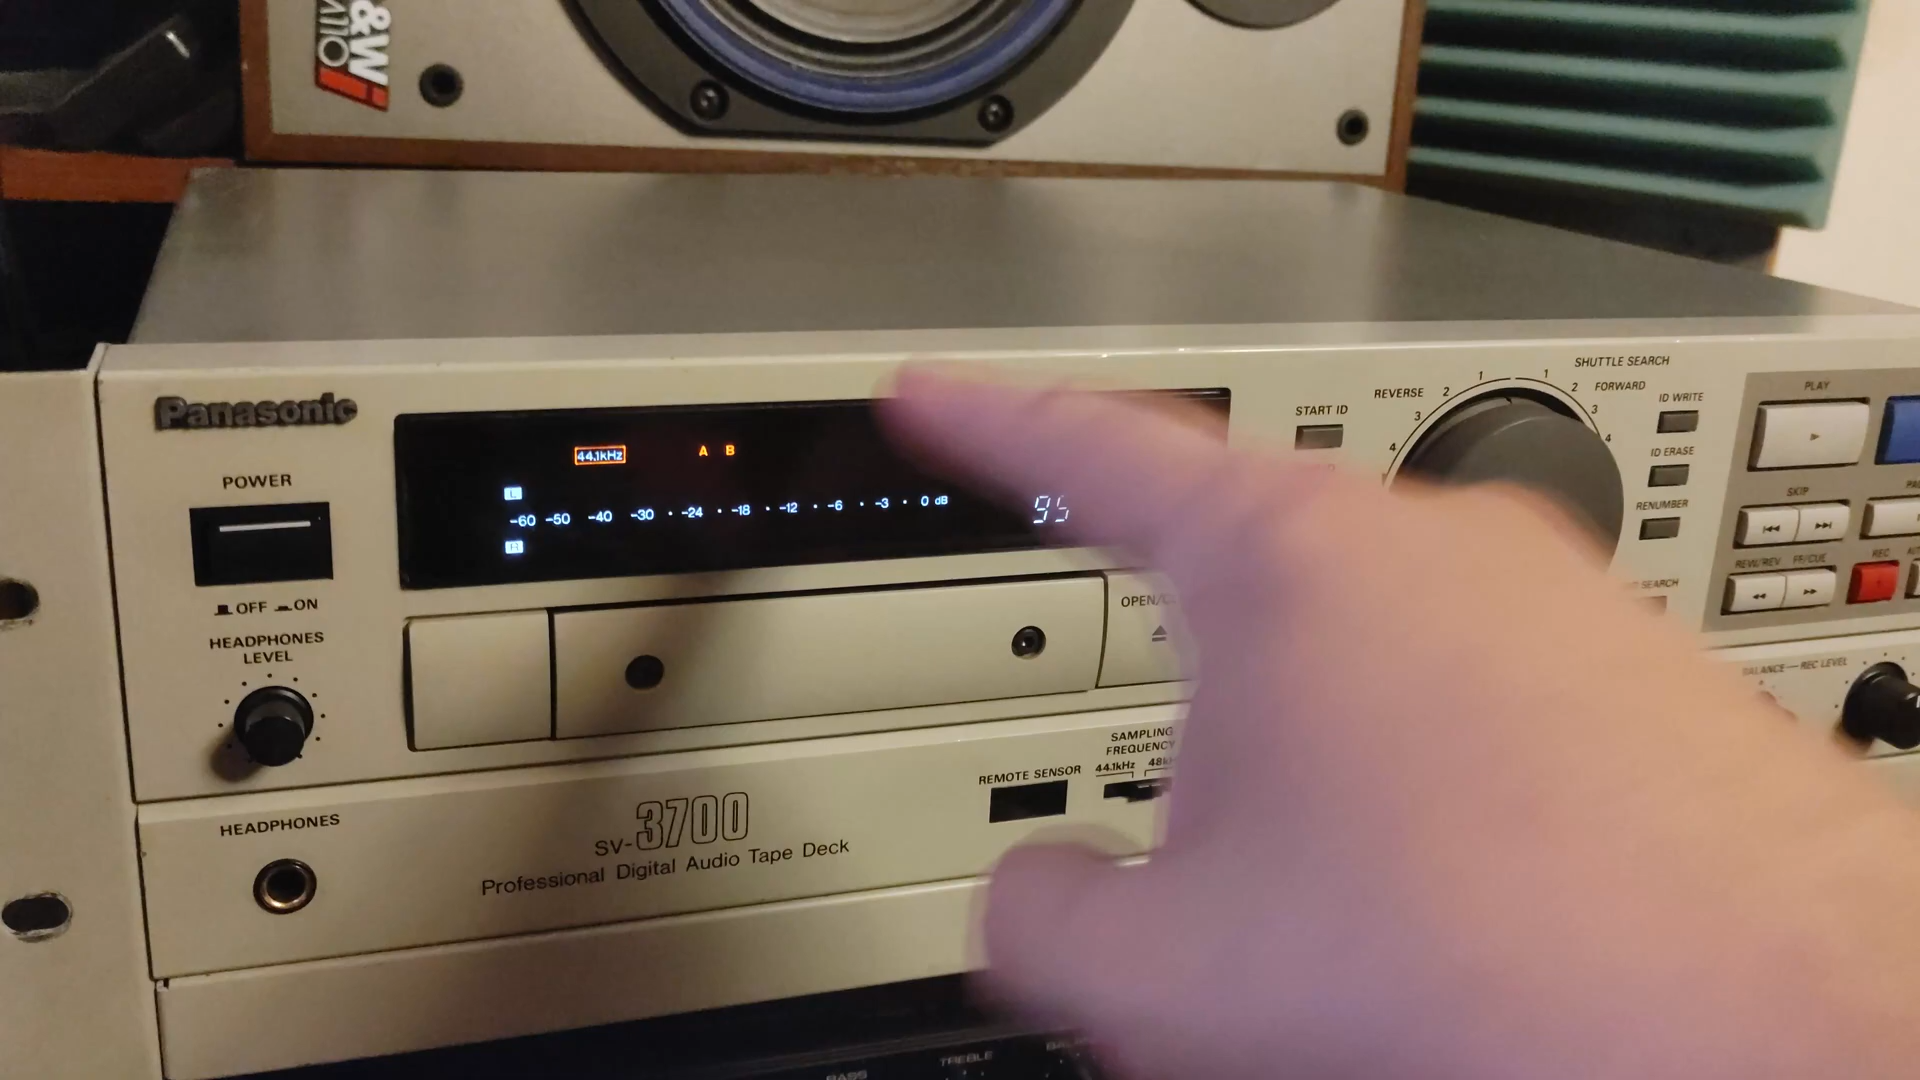 B&W
Panasonic
POWER
OFF ON
HEADPHONES
LEVEL
HEADPHONES
44.1kHz A B
L
-60 -50 -40 -30 -24 -18 -12 -6 -3 0 dB
R
95
OPEN/
SV-3700
Professional Digital Audio Tape Deck
REMOTE SENSOR
SAMPLING
FREQUENCY
44.1kHz 48k
START ID
SHUTTLE SEARCH
REVERSE FORWARD
4 3 2 1 1 2 3 4
ID WRITE
ID ERASE
RENUMBER
SEARCH
PLAY
SKIP
REW/REV FF/CUE
REC
BALANCE—REC LEVEL
TREBLE
BASS